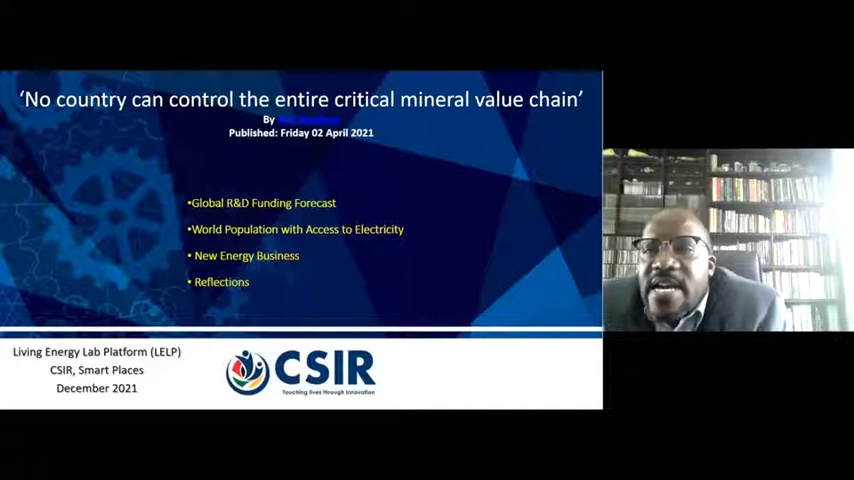 ‘No country can control the entire critical mineral value chain’
By
Published: Friday 02 April 2021
•Global R&D Funding Forecast
•World Population with Access to Electricity
• New Energy Business
• Reflections
Living Energy Lab Platform (LELP)
CSIR, Smart Places
December 2021
CSIR
Touching lives through innovation